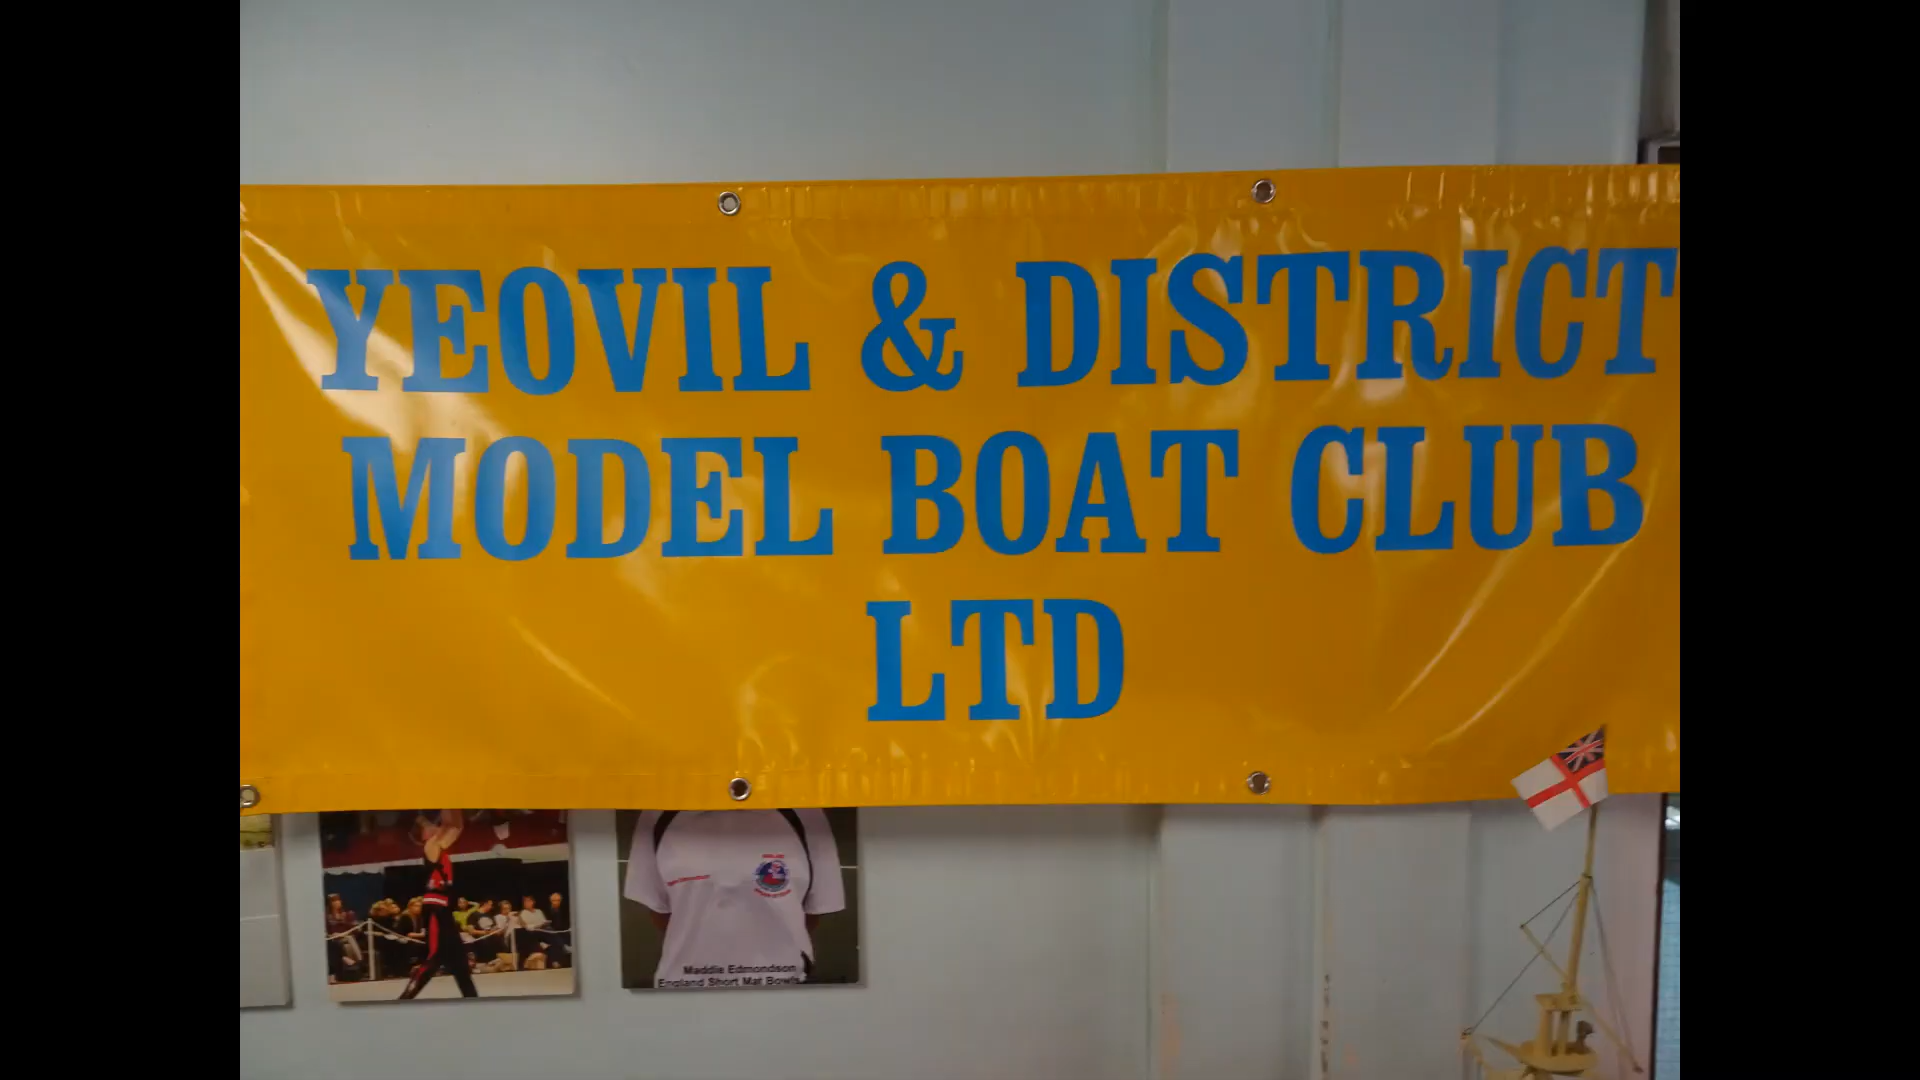 YEOVIL & DISTRICT
MODEL BOAT CLUB
LTD
Maddie Edmondson
England Short Mat Bowls